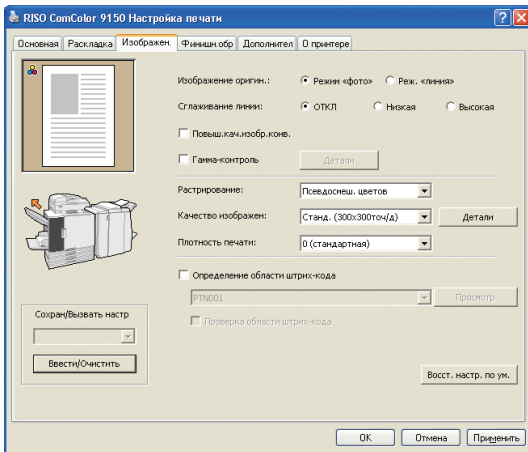 RISO ComColor 9150 Настройка печати
Основная Раскладка Изображен. Финишн.обр Дополнител О принтере
Изображение оригин.: Режим «фото» Реж. «линия»
Сглаживание линии: ОТКЛ Низкая Высокая
Повыш.кач.изобр.конв.
Гамма-контроль Детали
Растрирование: Псевдосмеш. цветов
Качество изображен: Станд. (300x300точ/д) Детали
Плотность печати: 0 (стандартная)
Определение области штрих-кода
PTN001 Просмотр
Проверка области штрих-кода
Сохран/Вызвать настр
Ввести/Очистить
Восст. настр. по ум.
OK Отмена Применить